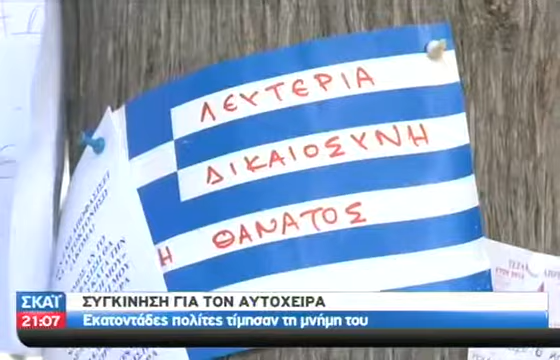 ΛΕΥΤΕΡΙΑ
ΔΙΚΑΙΟΣΥΝΗ
Η ΘΑΝΑΤΟΣ
ΣΚΑΪ
ΣΥΓΚΙΝΗΣΗ ΓΙΑ ΤΟΝ ΑΥΤΟΧΕΙΡΑ
21:07
Εκατοντάδες πολίτες τίμησαν τη μνήμη του